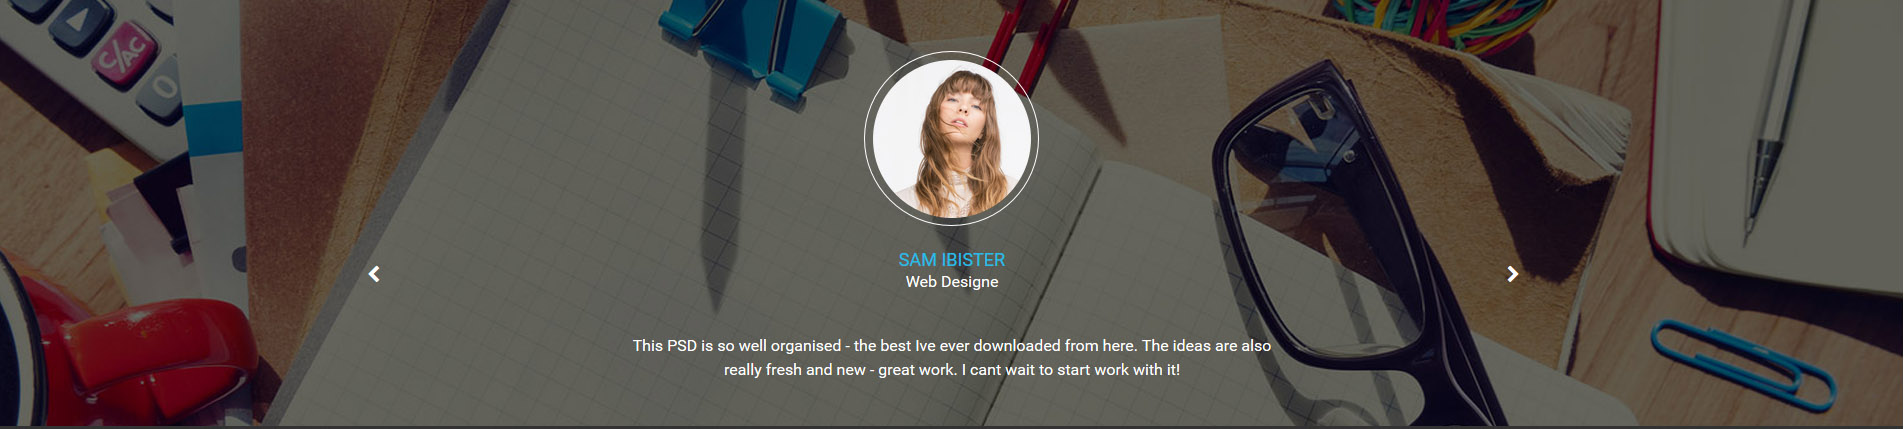 C/AC
0
SAM IBISTER
Web Designe
This PSD is so well organised - the best Ive ever downloaded from here. The ideas are also
really fresh and new - great work. I cant wait to start work with it!